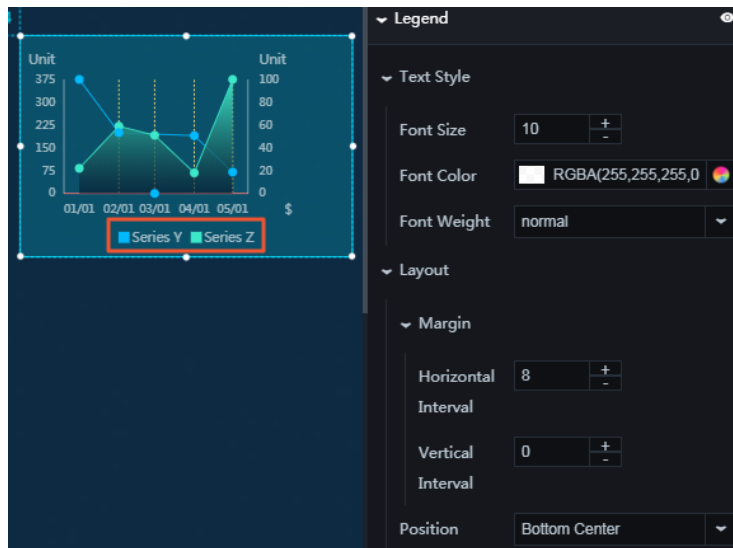 Legend
Unit Unit
375 100
300 80
225 60
150 40
75 20
0 0
01/01 02/01 03/01 04/01 05/01 $
Series Y Series Z
Text Style
Font Size 10 + -
Font Color RGBA(255,255,255,0
Font Weight normal
Layout
Margin
Horizontal Interval 8 + -
Vertical Interval 0 + -
Position Bottom Center